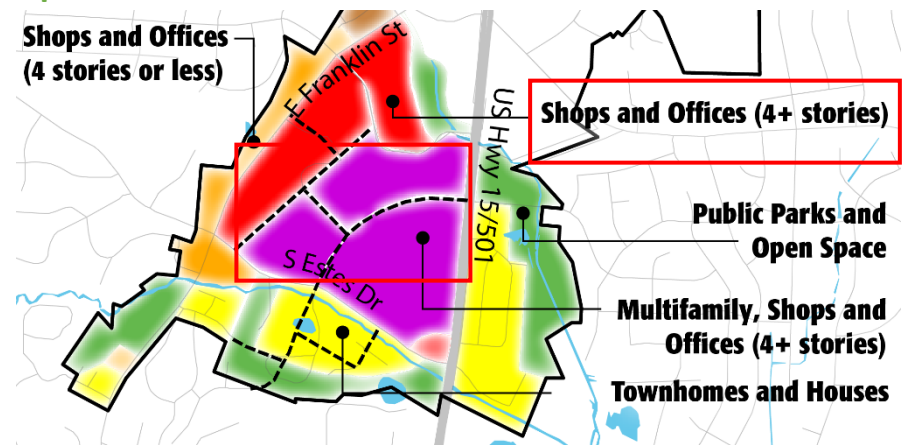 Shops and Offices
(4 stories or less)
E Franklin St
US Hwy 15/501
Shops and Offices (4+ stories)
Public Parks and
Open Space
S Estes Dr
Multifamily, Shops and
Offices (4+ stories)
Townhomes and Houses